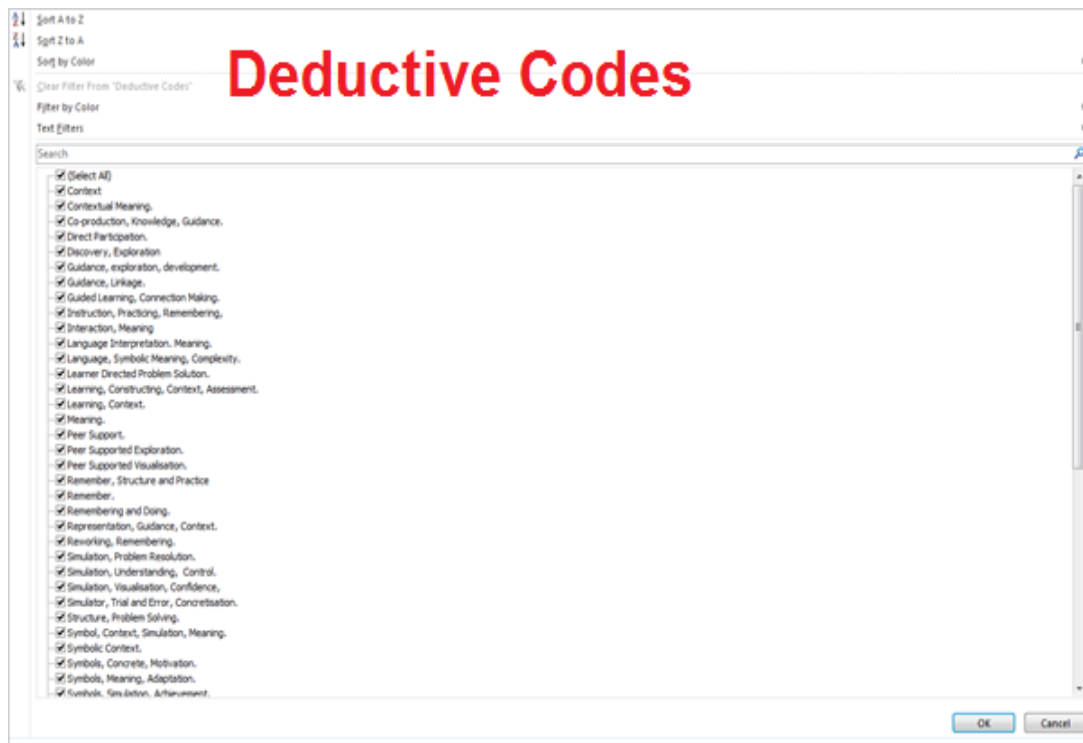 Sort A to Z
Sort Z to A
Sort by Color
Deductive Codes
Clear Filter From "Deductive Codes"
Filter by Color
Text Filters
Search
(Select All)
Context
Contextual Meaning.
Co-production, Knowledge, Guidance.
Direct Participation.
Discovery, Exploration
Guidance, exploration, development.
Guidance, Linkage.
Guided Learning, Connection Making.
Instruction, Practicing, Remembering,
Interaction, Meaning
Language Interpretation. Meaning.
Language, Symbolic Meaning, Complexity.
Learner Directed Problem Solution.
Learning, Constructing, Context, Assessment.
Learning, Context.
Meaning.
Peer Support.
Peer Supported Exploration.
Peer Supported Visualisation.
Remember, Structure and Practice
Remember.
Remembering and Doing.
Representation, Guidance, Context.
Reworking, Remembering.
Simulation, Problem Resolution.
Simulation, Understanding, Control.
Simulation, Visualisation, Confidence,
Simulator, Trial and Error, Concretisation.
Structure, Problem Solving.
Symbol, Context, Simulation, Meaning.
Symbolic Context.
Symbols, Concrete, Motivation.
Symbols, Meaning, Adaptation.
Symbols, Simulation, Achievement.
OK Cancel